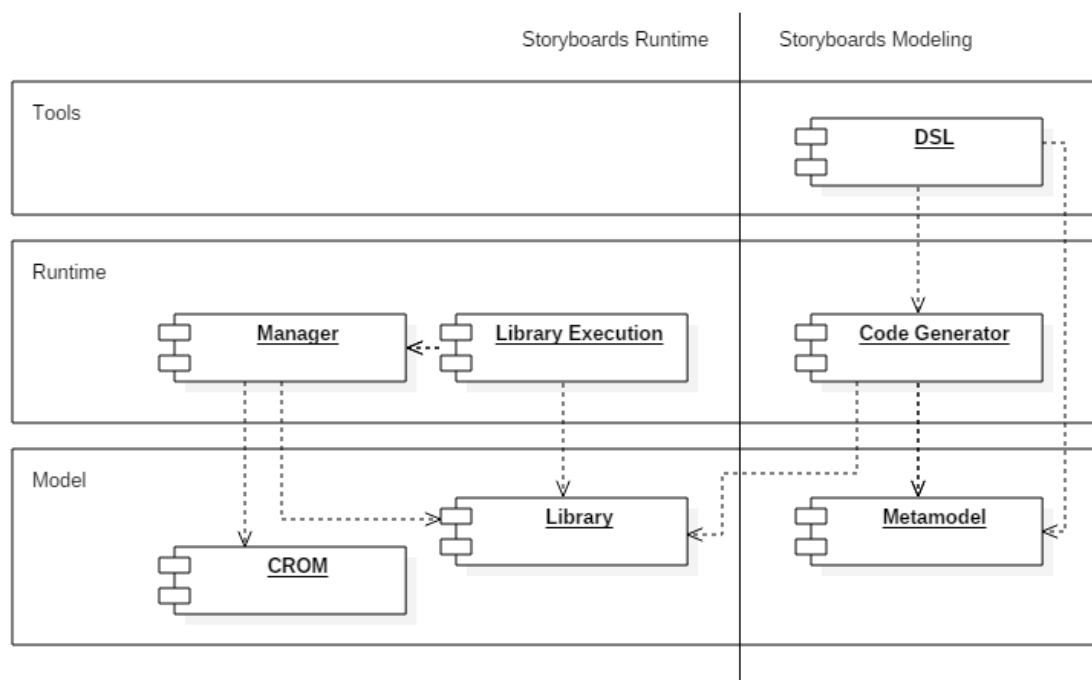 Storyboards Runtime
Storyboards Modeling
Tools
DSL
Runtime
Manager
Library Execution
Code Generator
Model
Library
Metamodel
CROM